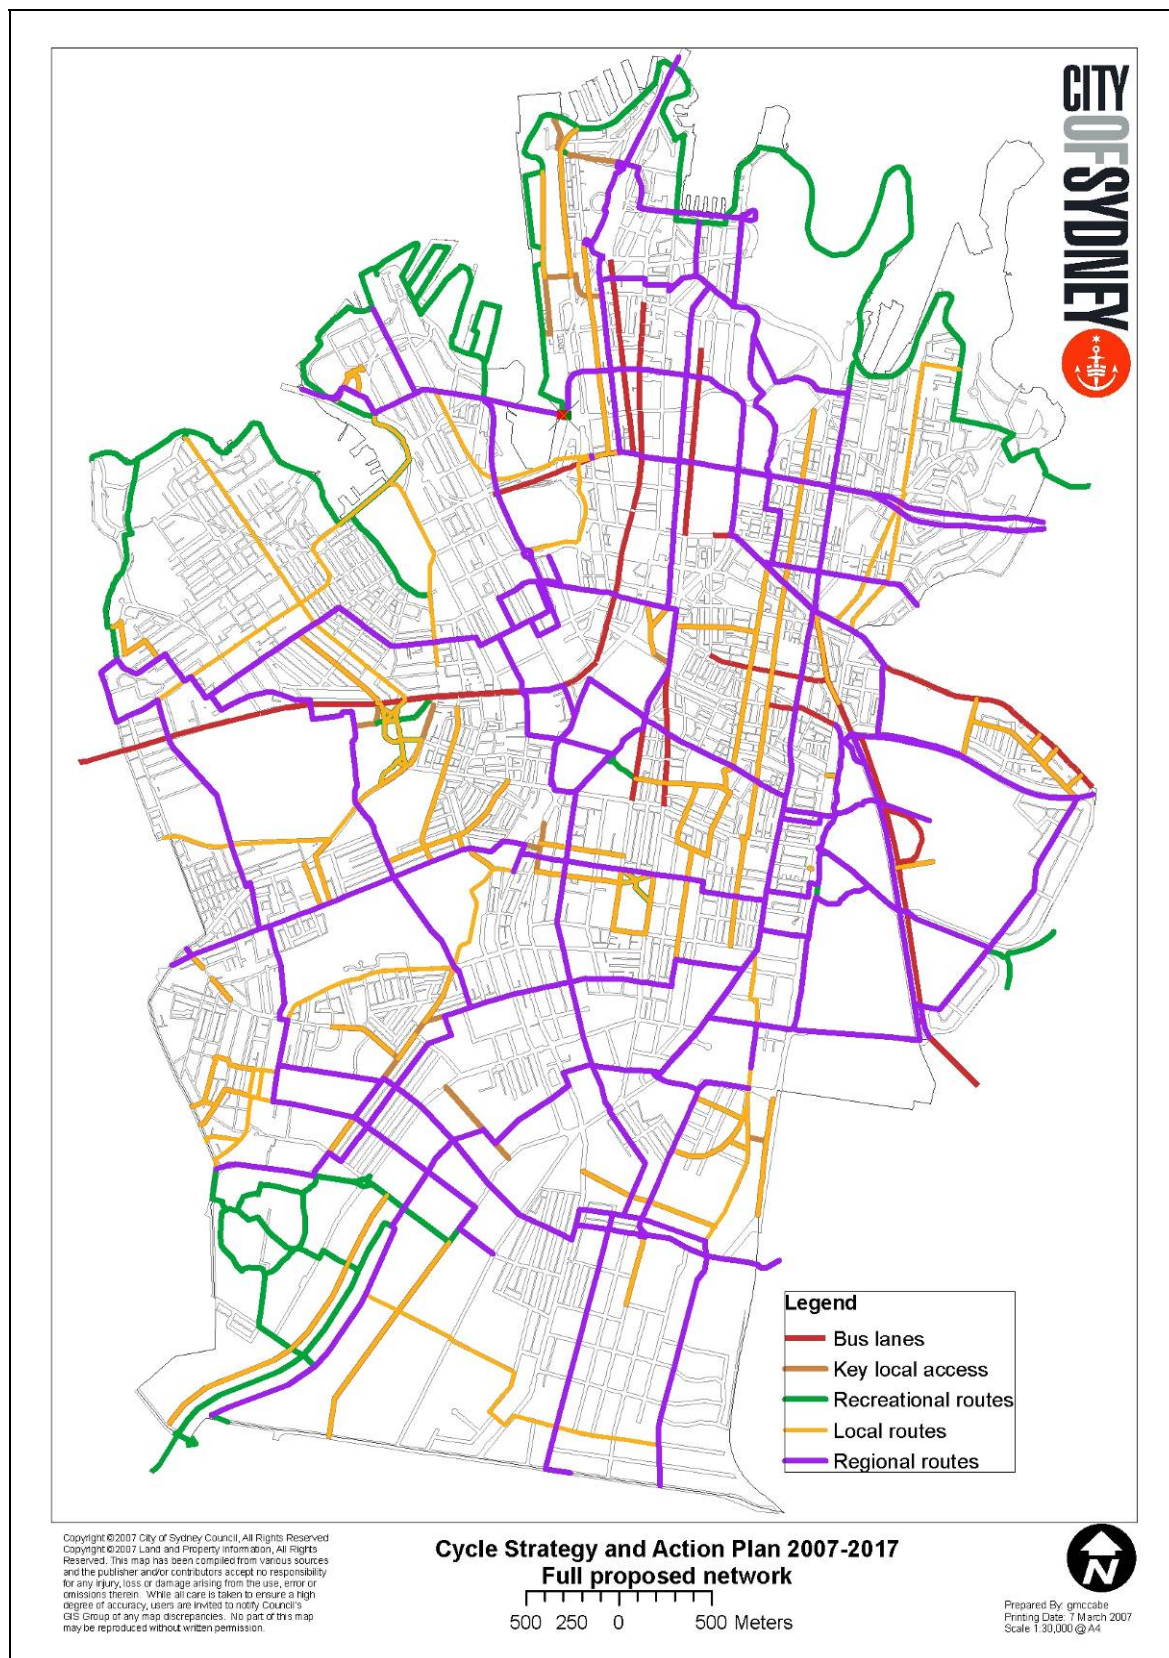 CITY OF SYDNEY
Legend
Bus lanes
Key local access
Recreational routes
Local routes
Regional routes
Copyright ©2007 City of Sydney Council, All Rights Reserved
Copyright ©2007 Land and Property Information, All Rights
Reserved. This map has been compiled from various sources
and the publisher and/or contributors accept no responsibility
for any injury, loss or damage arising from the use, error or
omissions therein. While all care is taken to ensure a high
degree of accuracy, users are invited to notify Council's
GIS Group of any map discrepancies. No part of this map
may be reproduced without written permission.
Cycle Strategy and Action Plan 2007-2017
Full proposed network
500 250 0 500 Meters
N
Prepared By: gmccabe
Printing Date: 7 March 2007
Scale 1:30,000 @ A4